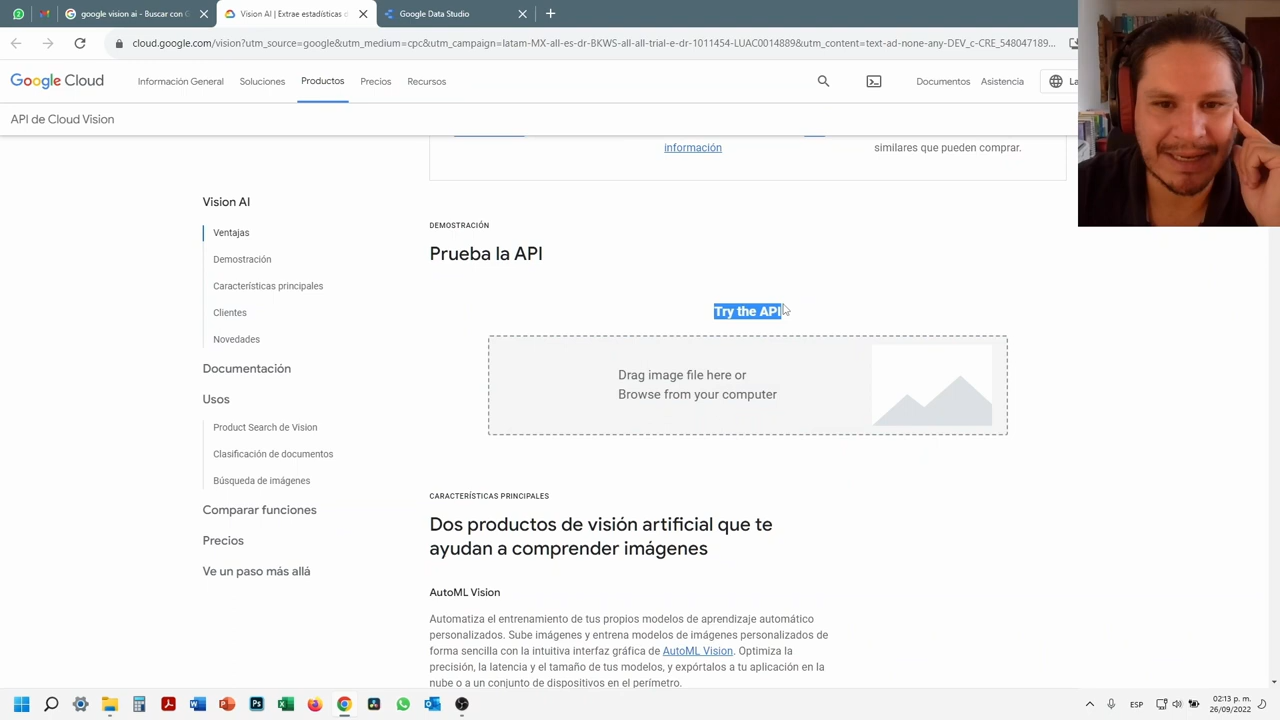 google vision ai - Buscar con G
Vision AI | Extrae estadísticas d
Google Data Studio
cloud.google.com/vision?utm_source=google&utm_medium=cpc&utm_campaign=latam-MX-all-es-dr-BKWS-all-all-trial-e-dr-1011454-LUAC0014889&utm_content=text-ad-none-any-DEV_c-CRE_548047189...
Google Cloud
Información General
Soluciones
Productos
Precios
Recursos
Documentos
Asistencia
La
API de Cloud Vision
información
similares que pueden comprar.
Vision AI
Ventajas
Demostración
Características principales
Clientes
Novedades
Documentación
Usos
Product Search de Vision
Clasificación de documentos
Búsqueda de imágenes
Comparar funciones
Precios
Ve un paso más allá
DEMOSTRACIÓN
Prueba la API
Try the API
Drag image file here or
Browse from your computer
CARACTERÍSTICAS PRINCIPALES
Dos productos de visión artificial que te
ayudan a comprender imágenes
AutoML Vision
Automatiza el entrenamiento de tus propios modelos de aprendizaje automático
personalizados. Sube imágenes y entrena modelos de imágenes personalizados de
forma sencilla con la intuitiva interfaz gráfica de AutoML Vision. Optimiza la
precisión, la latencia y el tamaño de tus modelos, y expórtalos a tu aplicación en la
nube o a un conjunto de dispositivos en el perímetro.
ESP
02:13 p. m.
26/09/2022